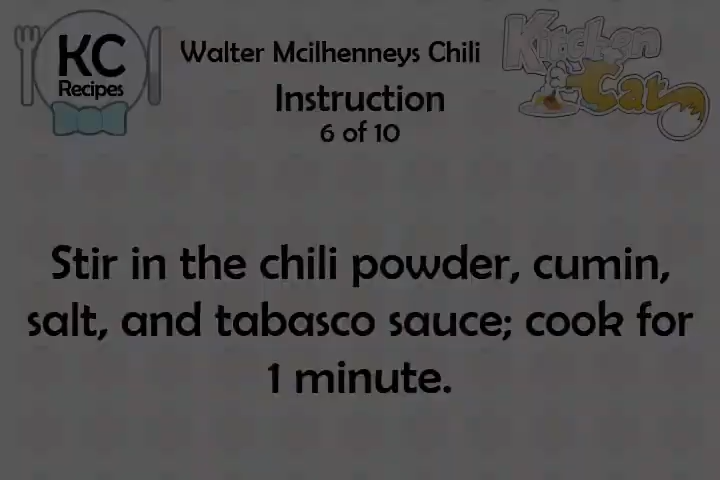 KC
Recipes
Walter Mcilhenneys Chili
Instruction
6 of 10
Kitchen
Cat
Stir in the chili powder, cumin,
salt, and tabasco sauce; cook for
1 minute.